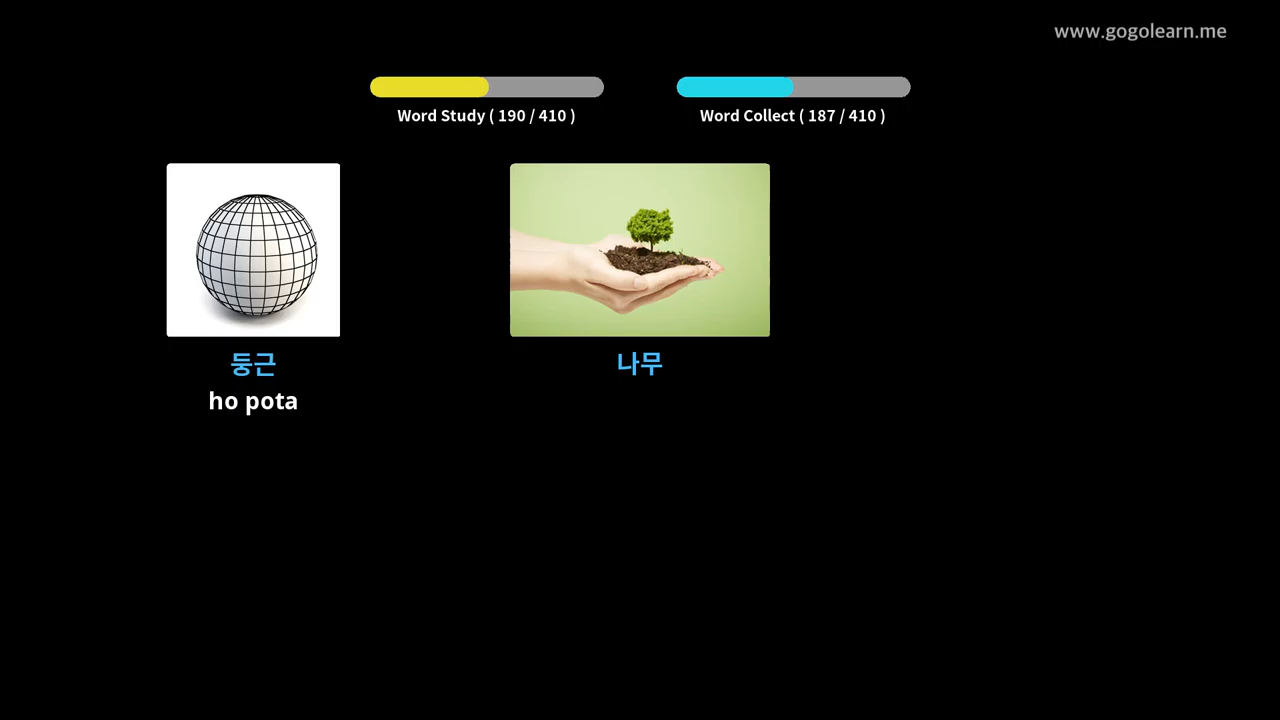 www.gogolearn.me
Word Study ( 190 / 410 )
Word Collect ( 187 / 410 )
둥근
ho pota
나무